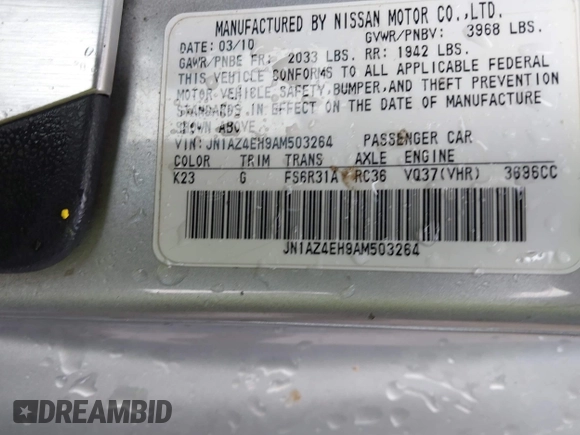 MANUFACTURED BY NISSAN MOTOR CO.,LTD.
DATE: 03/10 GVWR/PNBV: 3968 LBS.
GAWR/PNBE FR: 2033 LBS. RR: 1942 LBS.
THIS VEHICLE CONFORMS TO ALL APPLICABLE FEDERAL
MOTOR VEHICLE SAFETY, BUMPER, AND THEFT PREVENTION
STANDARDS IN EFFECT ON THE DATE OF MANUFACTURE
SHOWN ABOVE.
VIN: JN1AZ4EH9AM503264 PASSENGER CAR
COLOR TRIM TRANS AXLE ENGINE
K23 G FS6R31A RC36 VQ37(VHR) 3696CC
JN1AZ4EH9AM503264
DREAMBID